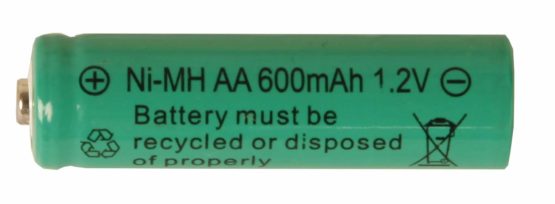 ⊕ Ni-MH AA 600mAh 1.2V ⊖
Battery must be
recycled or disposed
of properly